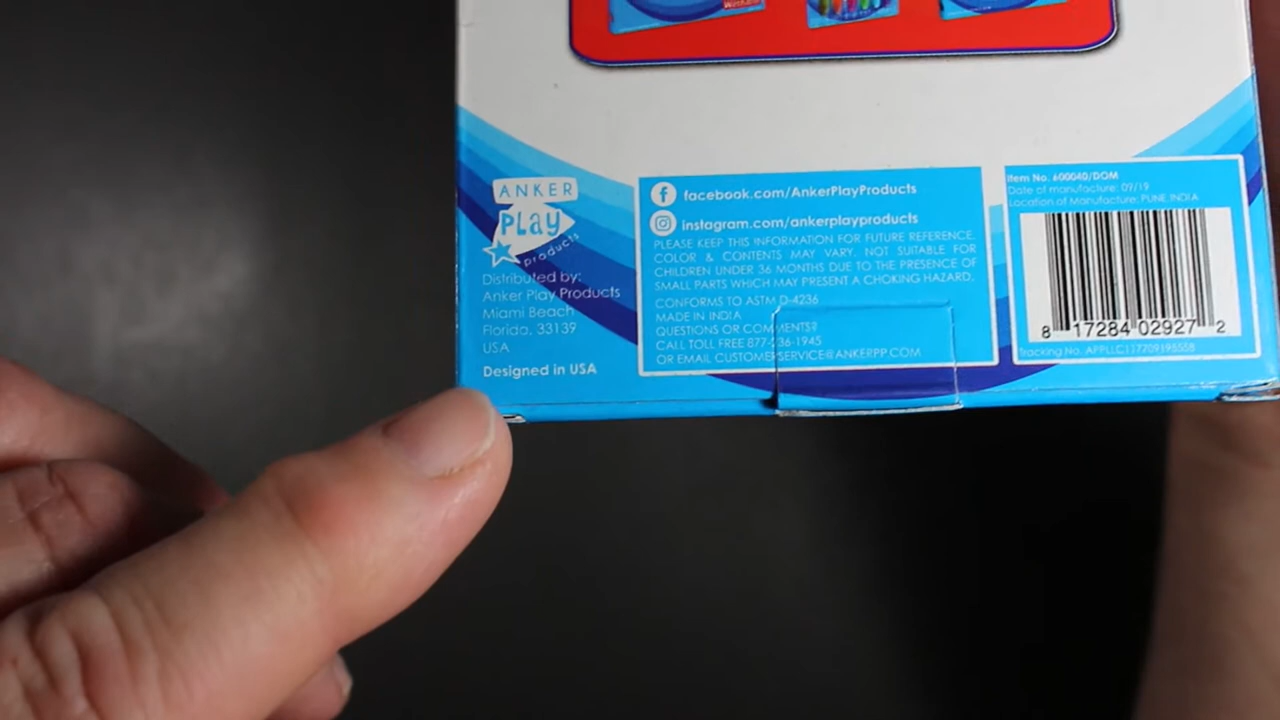 ANKER
PLAY
products
Distributed by:
Anker Play Products
Miami Beach
Florida, 33139
USA
Designed in USA
facebook.com/AnkerPlayProducts
instagram.com/ankerplayproducts
PLEASE KEEP THIS INFORMATION FOR FUTURE REFERENCE.
COLOR & CONTENTS MAY VARY. NOT SUITABLE FOR
CHILDREN UNDER 36 MONTHS DUE TO THE PRESENCE OF
SMALL PARTS WHICH MAY PRESENT A CHOKING HAZARD.
CONFORMS TO ASTM D-4236
MADE IN INDIA
QUESTIONS OR COMMENTS?
CALL TOLL FREE 877-236-1945
OR EMAIL CUSTOMERSERVICE@ANKERPP.COM
Item No. 600040/DOM
Date of manufacture: 09/19
Location of Manufacture: PUNE, INDIA
8 17284 02927 2
Tracking No.